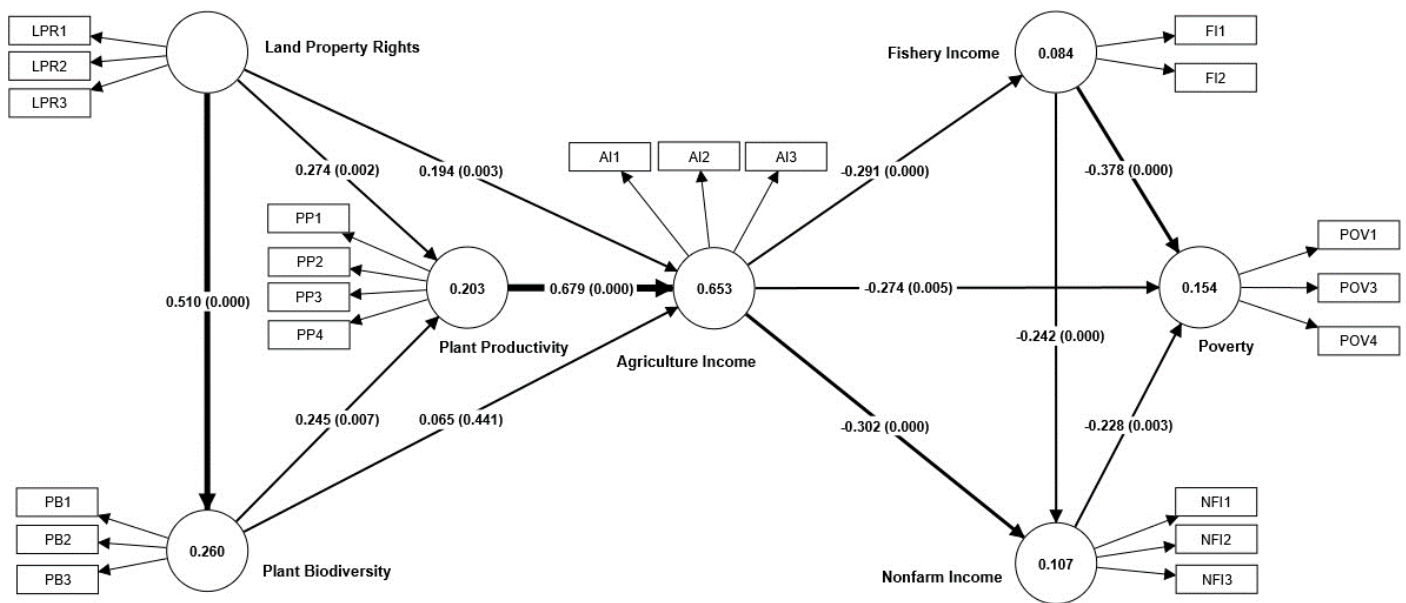 LPR1
LPR2
LPR3
Land Property Rights
Fishery Income
0.084
FI1
FI2
0.274 (0.002)
0.194 (0.003)
AI1
AI2
AI3
-0.291 (0.000)
-0.378 (0.000)
PP1
PP2
PP3
PP4
0.203
Plant Productivity
0.510 (0.000)
0.679 (0.000)
0.653
Agriculture Income
-0.274 (0.005)
0.154
Poverty
POV1
POV3
POV4
-0.242 (0.000)
0.245 (0.007)
0.065 (0.441)
-0.302 (0.000)
-0.228 (0.003)
PB1
PB2
PB3
0.260
Plant Biodiversity
Nonfarm Income
0.107
NFI1
NFI2
NFI3